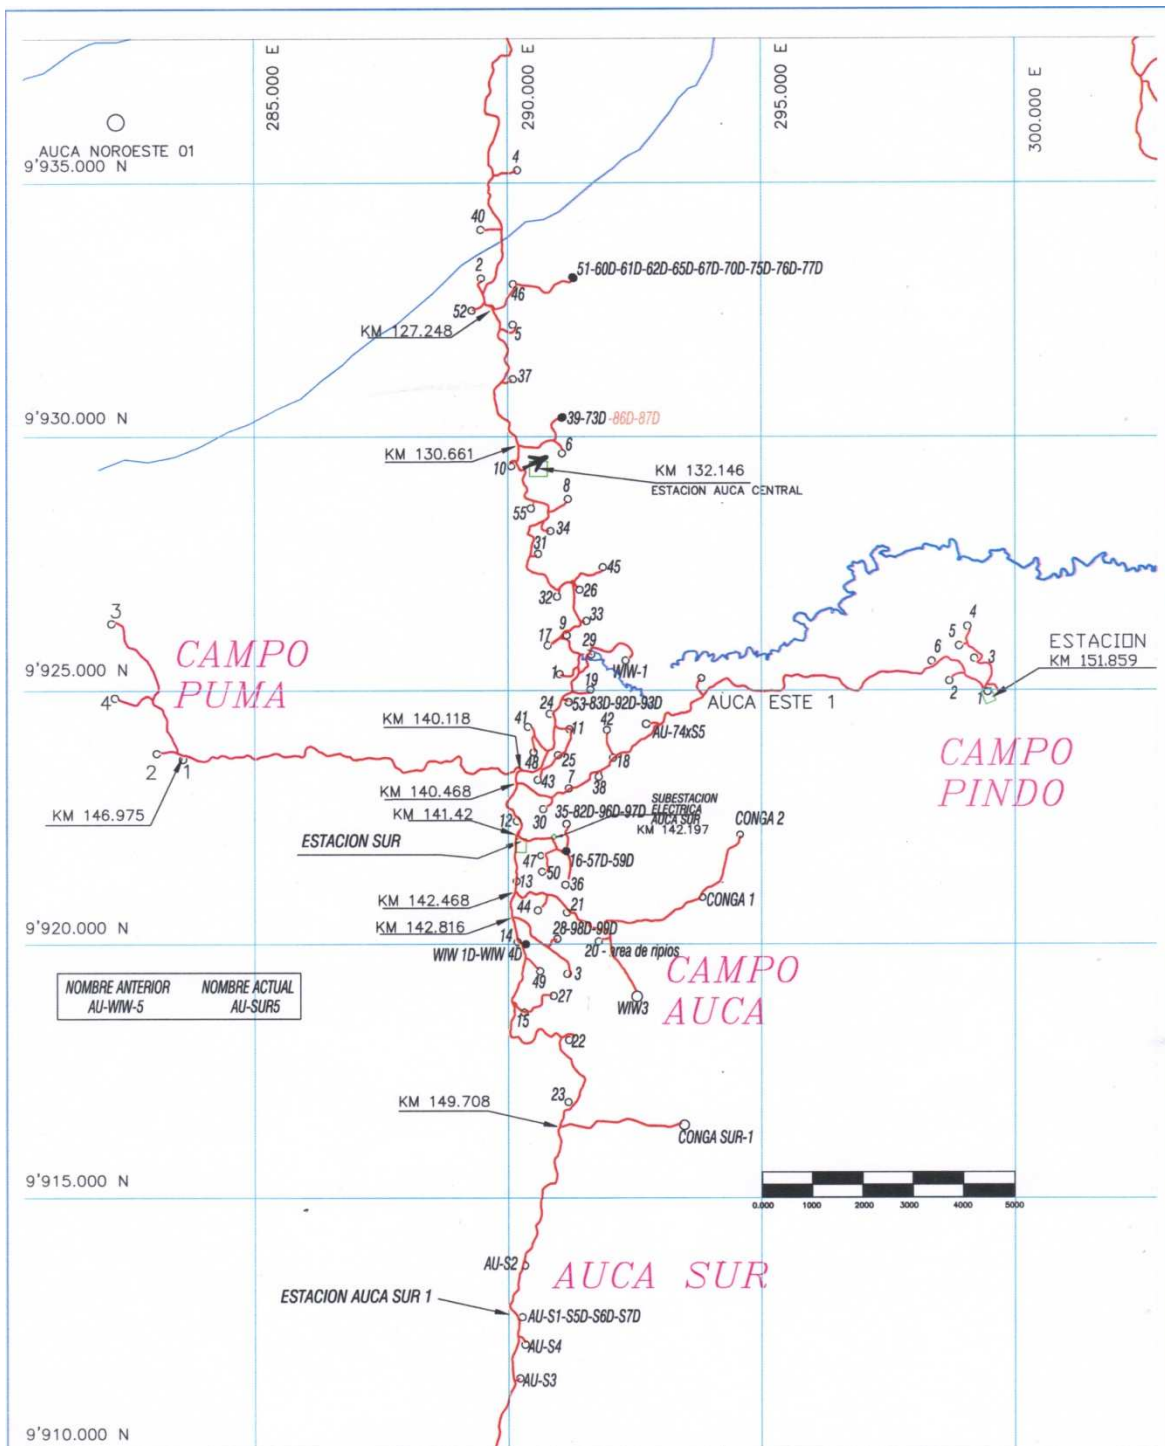 285.000 E
290.000 E
295.000 E
300.000 E
AUCA NOROESTE 01
9'935.000 N
4
40
2
51-60D-61D-62D-65D-67D-70D-75D-76D-77D
46
52
KM 127.248
5
37
9'930.000 N
39-73D -86D-87D
6
KM 130.661
10
KM 132.146
ESTACION AUCA CENTRAL
8
55
34
31
45
32
26
33
9
17
29
3
CAMPO
PUMA
4
5
6
3
ESTACION
KM 151.859
WIW-1
9'925.000 N
1
19
2
1
4
53-83D-92D-93D
AUCA ESTE 1
24
41
11
42
AU-74xS5
KM 140.118
CAMPO
PINDO
2
1
48
25
18
43
7
38
KM 140.468
SUBESTACION
ELECTRICA
AUCA SUR
KM 142.197
KM 146.975
30
35-82D-96D-97D
12
KM 141.42
CONGA 2
ESTACION SUR
47
16-57D-59D
50
13
36
KM 142.468
CONGA 1
44
21
KM 142.816
9'920.000 N
14
28-98D-99D
20 - area de ripios
WIW 1D-WIW 4D
CAMPO
AUCA
3
49
NOMBRE ANTERIOR NOMBRE ACTUAL
AU-WIW-5 AU-SUR5
27
WIW3
15
22
23
KM 149.708
CONGA SUR-1
9'915.000 N
0.000 1000 2000 3000 4000 5000
AU-S2
AUCA SUR
ESTACION AUCA SUR 1
AU-S1-S5D-S6D-S7D
AU-S4
AU-S3
9'910.000 N